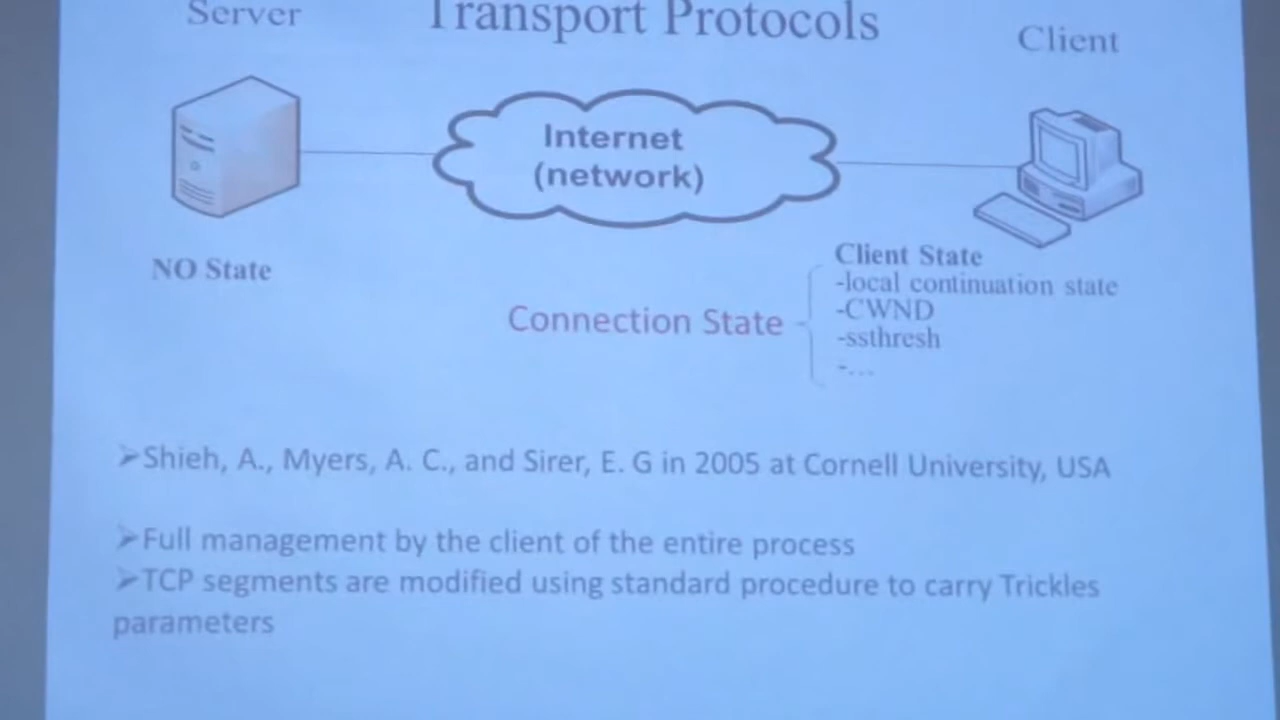 Server
Transport Protocols
Client
Internet
(network)
NO State
Client State
-local continuation state
-CWND
-ssthresh
-...
Connection State
➢Shieh, A., Myers, A. C., and Sirer, E. G in 2005 at Cornell University, USA
➢Full management by the client of the entire process
➢TCP segments are modified using standard procedure to carry Trickles
parameters